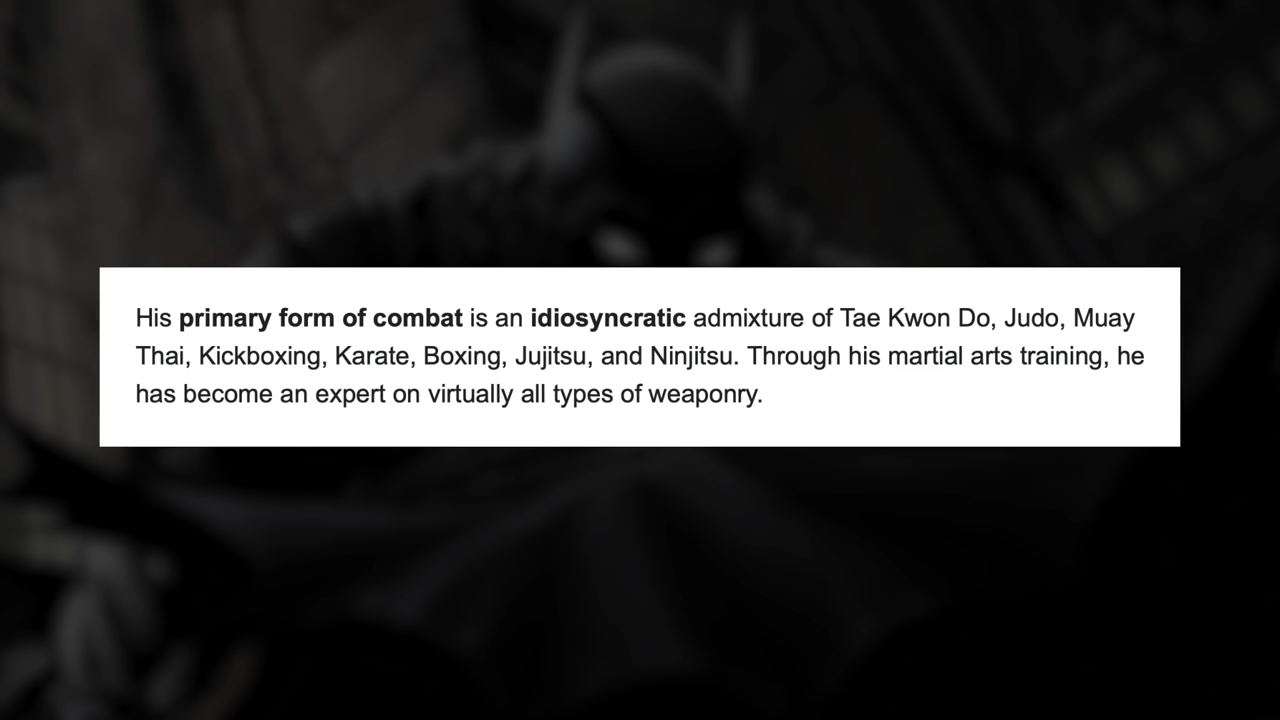 His primary form of combat is an idiosyncratic admixture of Tae Kwon Do, Judo, Muay
Thai, Kickboxing, Karate, Boxing, Jujitsu, and Ninjitsu. Through his martial arts training, he
has become an expert on virtually all types of weaponry.